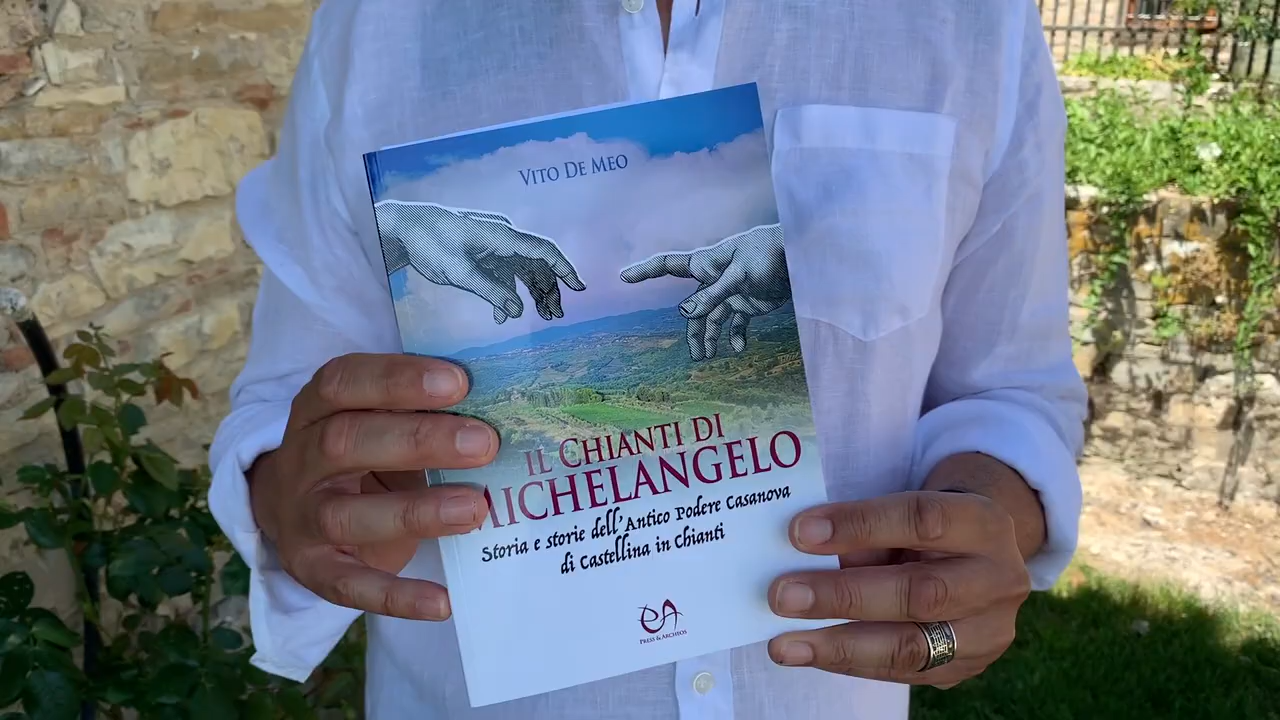 VITO DE MEO
IL CHIANTI DI
MICHELANGELO
Storia e storie dell'Antico Podere Casanova
di Castellina in Chianti
eA
PRESS & ARCHEOS